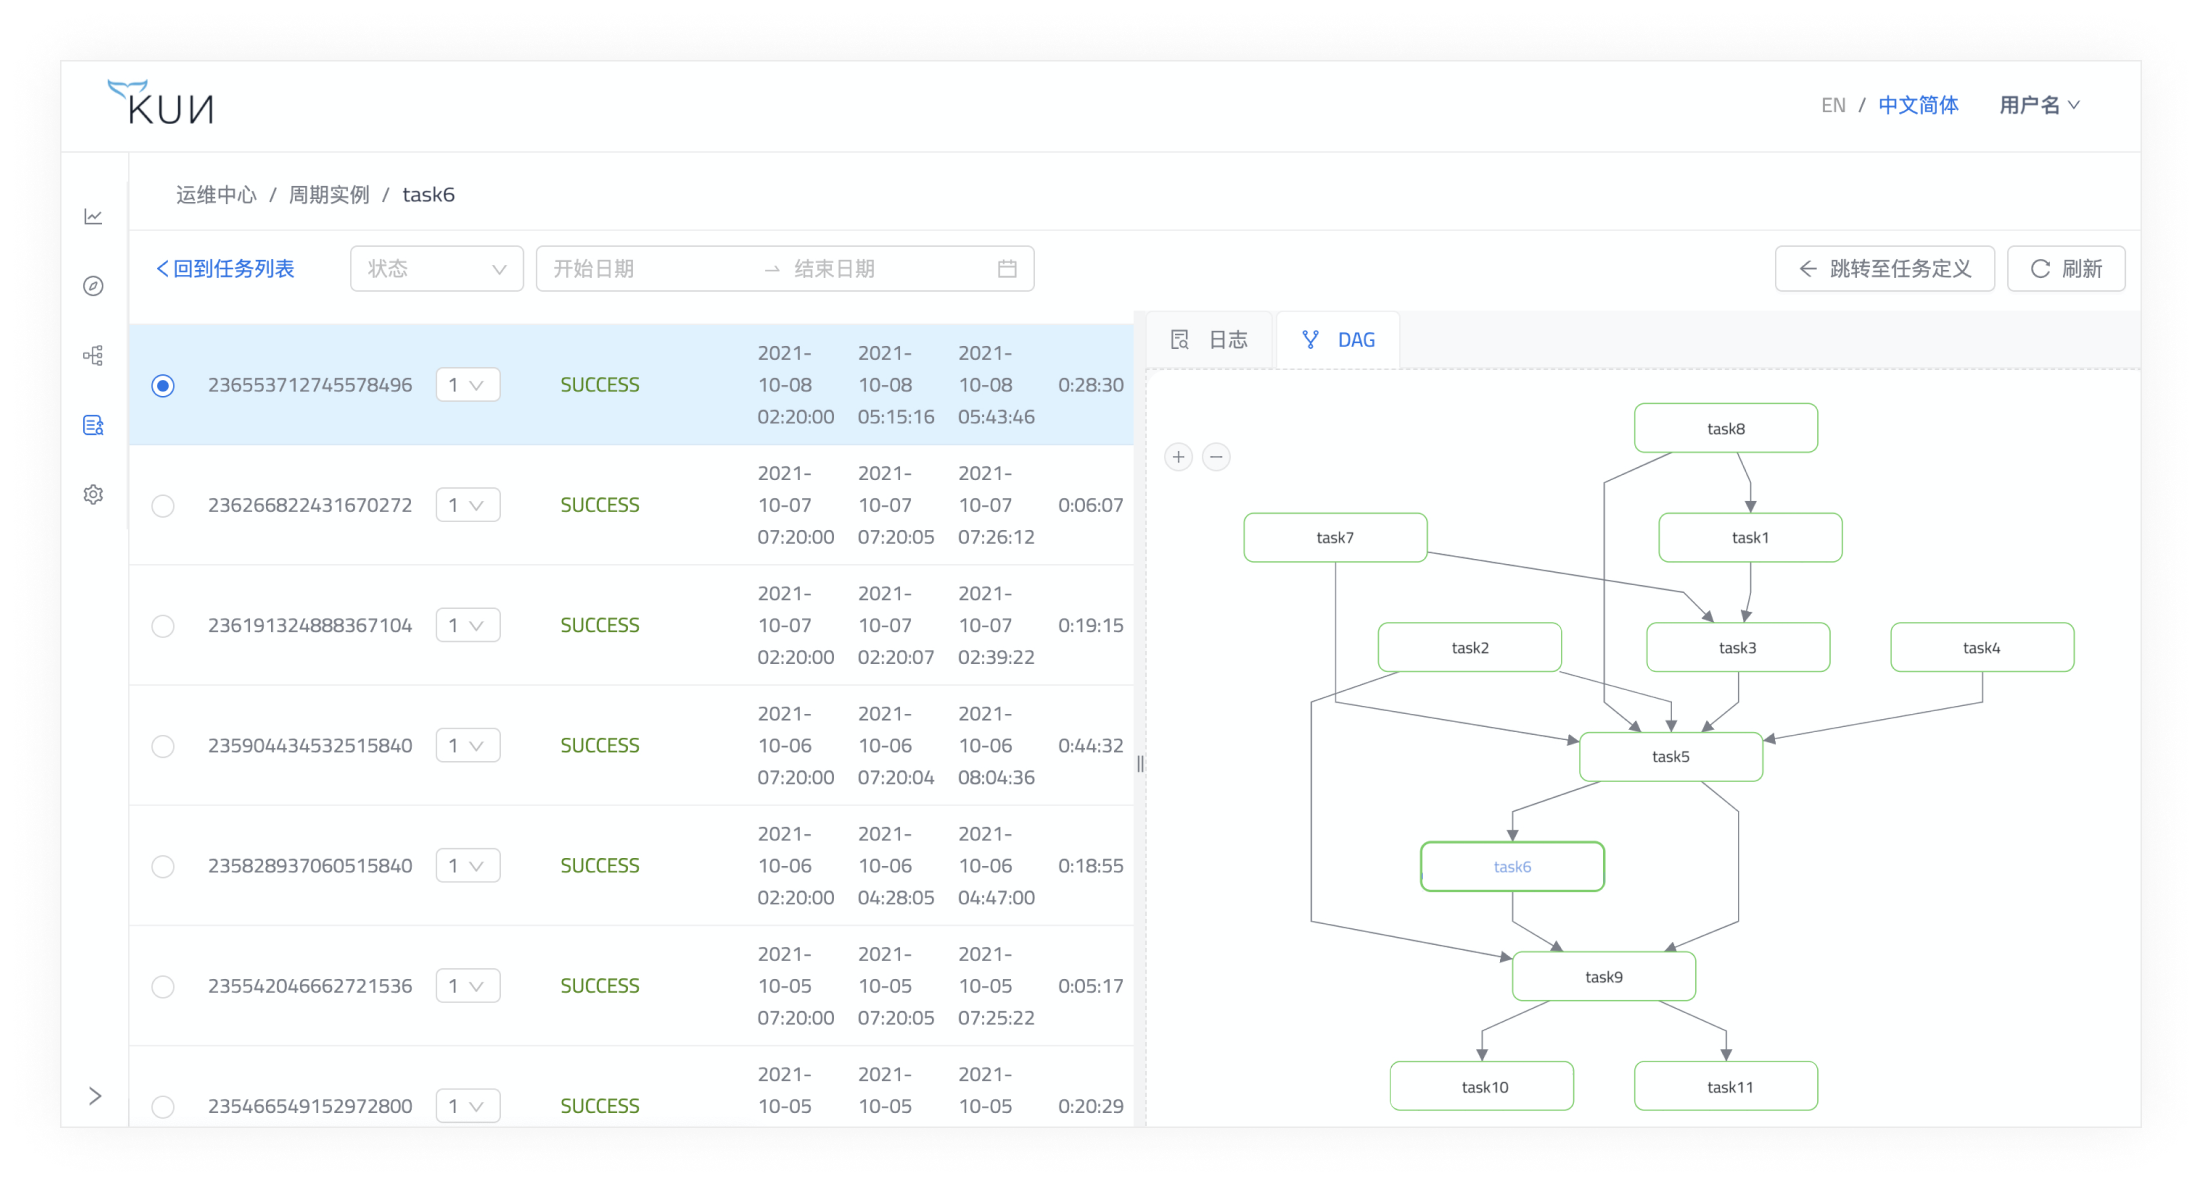 KUN
EN / 中文简体 用户名
运维中心 / 周期实例 / task6
回到任务列表 状态 开始日期 → 结束日期 跳转至任务定义 刷新
日志 DAG
236553712745578496 1 SUCCESS 2021-10-08 02:20:00 2021-10-08 05:15:16 2021-10-08 05:43:46 0:28:30
236266822431670272 1 SUCCESS 2021-10-07 07:20:00 2021-10-07 07:20:05 2021-10-07 07:26:12 0:06:07
236191324888367104 1 SUCCESS 2021-10-07 02:20:00 2021-10-07 02:20:07 2021-10-07 02:39:22 0:19:15
235904434532515840 1 SUCCESS 2021-10-06 07:20:00 2021-10-06 07:20:04 2021-10-06 08:04:36 0:44:32
235828937060515840 1 SUCCESS 2021-10-06 02:20:00 2021-10-06 04:28:05 2021-10-06 04:47:00 0:18:55
235542046662721536 1 SUCCESS 2021-10-05 07:20:00 2021-10-05 07:20:05 2021-10-05 07:25:22 0:05:17
235466549152972800 1 SUCCESS 2021-10-05 2021-10-05 2021-10-05 0:20:29
task8
task7 task1
task2 task3 task4
task5
task6
task9
task10 task11